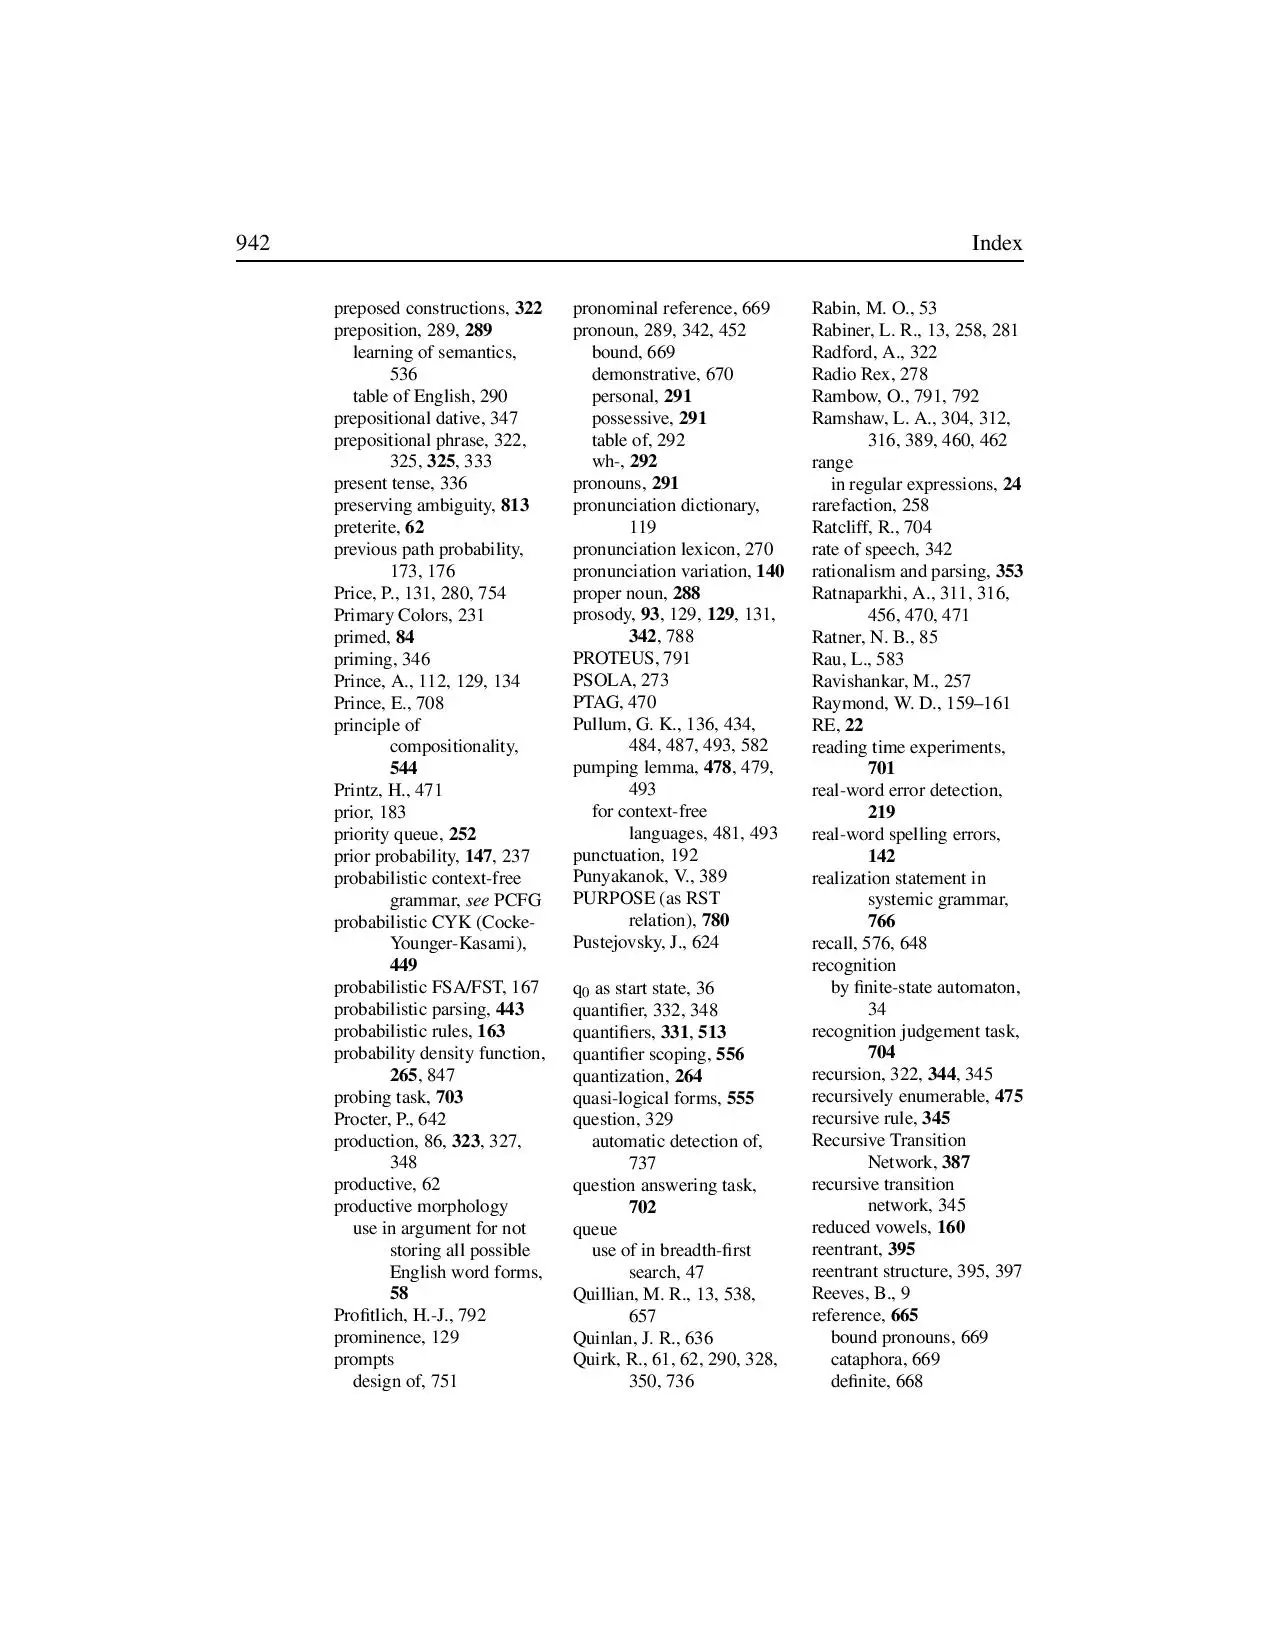 942
Index
preposed constructions, 322
preposition, 289, 289
learning of semantics,
536
table of English, 290
prepositional dative, 347
prepositional phrase, 322,
325, 325, 333
present tense, 336
preserving ambiguity, 813
preterite, 62
previous path probability,
173, 176
Price, P., 131, 280, 754
Primary Colors, 231
primed, 84
priming, 346
Prince, A., 112, 129, 134
Prince, E., 708
principle of
compositionality,
544
Printz, H., 471
prior, 183
priority queue, 252
prior probability, 147, 237
probabilistic context-free
grammar, see PCFG
probabilistic CYK (Cocke-
Younger-Kasami),
449
probabilistic FSA/FST, 167
probabilistic parsing, 443
probabilistic rules, 163
probability density function,
265, 847
probing task, 703
Procter, P., 642
production, 86, 323, 327,
348
productive, 62
productive morphology
use in argument for not
storing all possible
English word forms,
58
Profitlich, H.-J., 792
prominence, 129
prompts
design of, 751
pronominal reference, 669
pronoun, 289, 342, 452
bound, 669
demonstrative, 670
personal, 291
possessive, 291
table of, 292
wh-, 292
pronouns, 291
pronunciation dictionary,
119
pronunciation lexicon, 270
pronunciation variation, 140
proper noun, 288
prosody, 93, 129, 129, 131,
342, 788
PROTEUS, 791
PSOLA, 273
PTAG, 470
Pullum, G. K., 136, 434,
484, 487, 493, 582
pumping lemma, 478, 479,
493
for context-free
languages, 481, 493
punctuation, 192
Punyakanok, V., 389
PURPOSE (as RST
relation), 780
Pustejovsky, J., 624
q0 as start state, 36
quantifier, 332, 348
quantifiers, 331, 513
quantifier scoping, 556
quantization, 264
quasi-logical forms, 555
question, 329
automatic detection of,
737
question answering task,
702
queue
use of in breadth-first
search, 47
Quillian, M. R., 13, 538,
657
Quinlan, J. R., 636
Quirk, R., 61, 62, 290, 328,
350, 736
Rabin, M. O., 53
Rabiner, L. R., 13, 258, 281
Radford, A., 322
Radio Rex, 278
Rambow, O., 791, 792
Ramshaw, L. A., 304, 312,
316, 389, 460, 462
range
in regular expressions, 24
rarefaction, 258
Ratcliff, R., 704
rate of speech, 342
rationalism and parsing, 353
Ratnaparkhi, A., 311, 316,
456, 470, 471
Ratner, N. B., 85
Rau, L., 583
Ravishankar, M., 257
Raymond, W. D., 159–161
RE, 22
reading time experiments,
701
real-word error detection,
219
real-word spelling errors,
142
realization statement in
systemic grammar,
766
recall, 576, 648
recognition
by finite-state automaton,
34
recognition judgement task,
704
recursion, 322, 344, 345
recursively enumerable, 475
recursive rule, 345
Recursive Transition
Network, 387
recursive transition
network, 345
reduced vowels, 160
reentrant, 395
reentrant structure, 395, 397
Reeves, B., 9
reference, 665
bound pronouns, 669
cataphora, 669
definite, 668